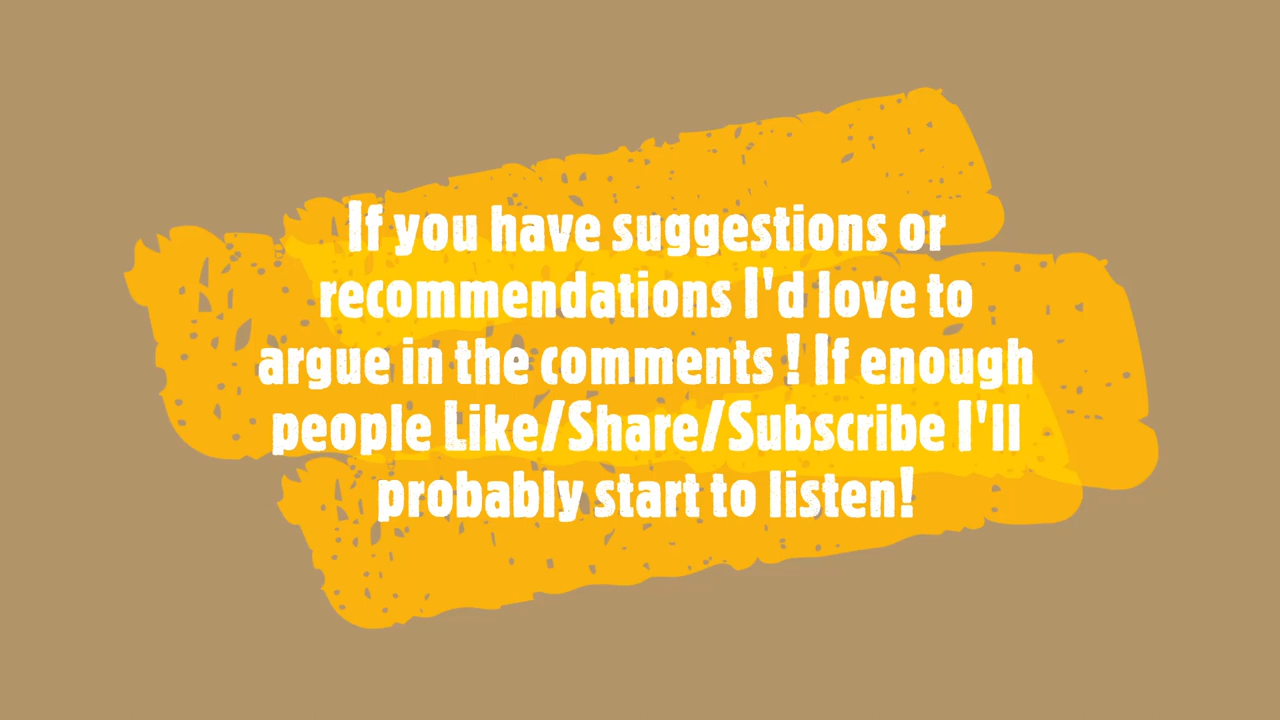 If you have suggestions or
recommendations I'd love to
argue in the comments ! If enough
people Like/Share/Subscribe I'll
probably start to listen!